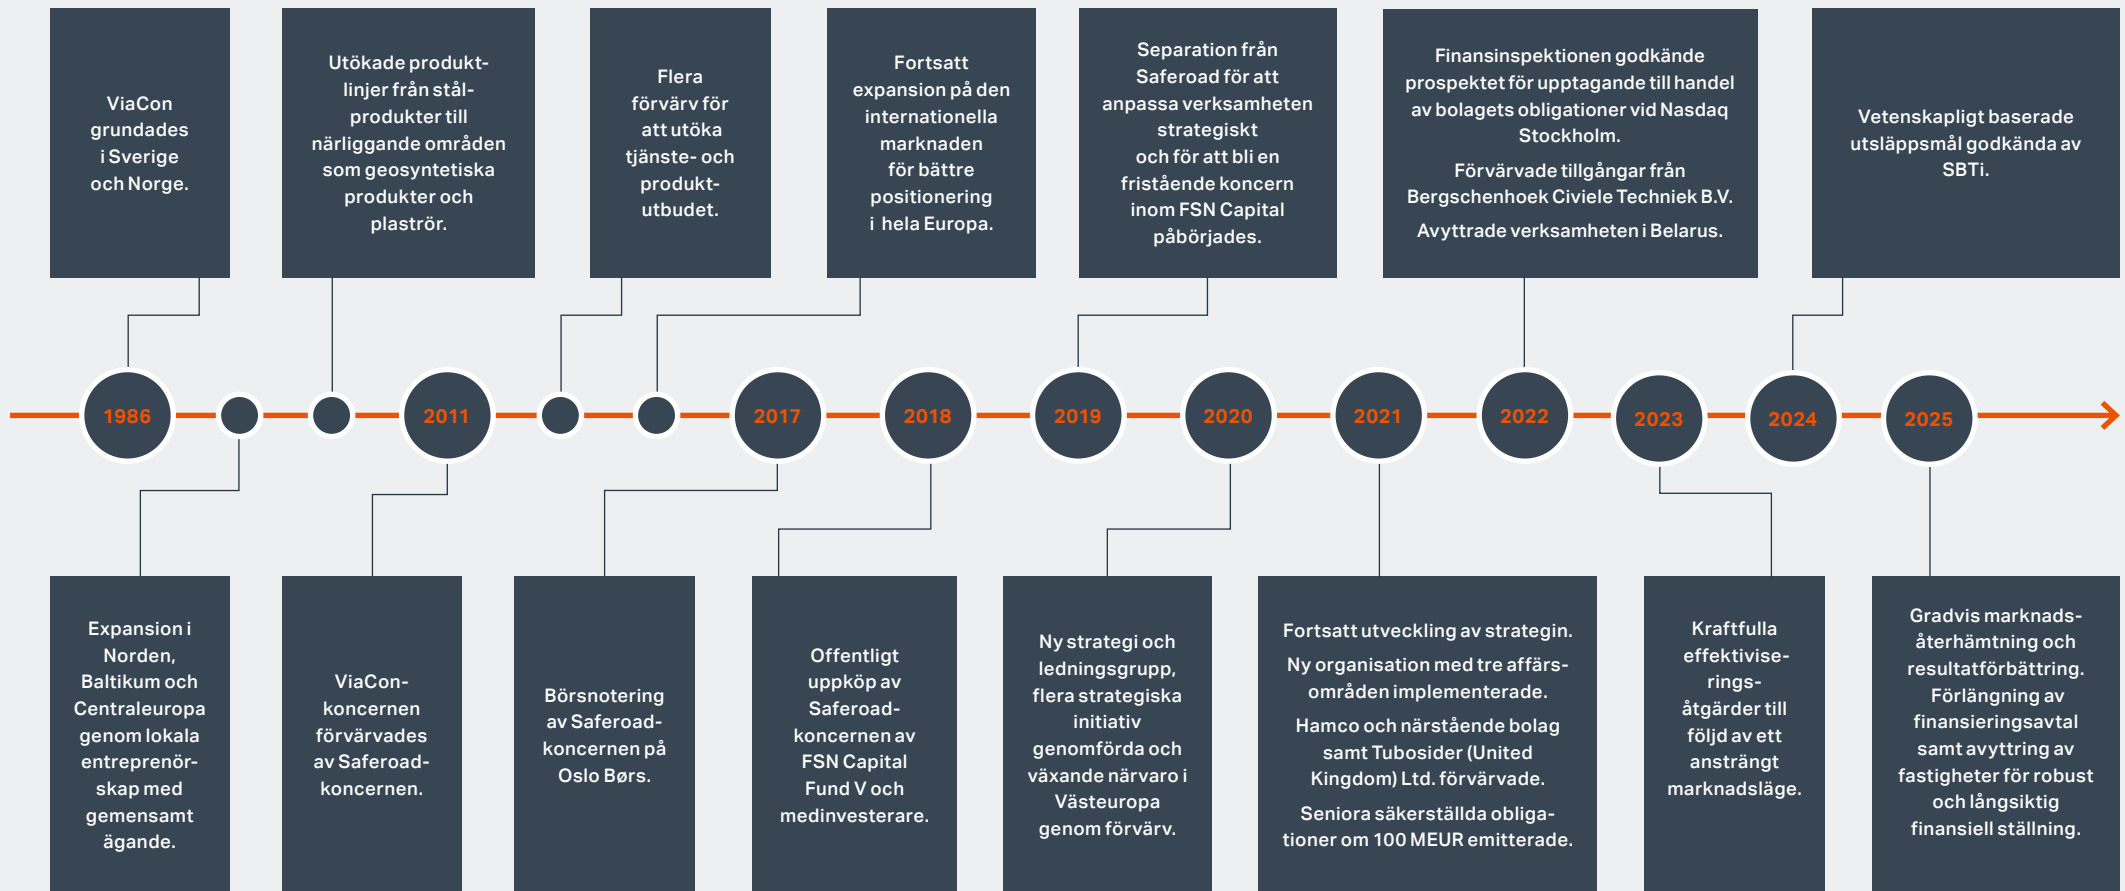 ViaCon
grundades
i Sverige
och Norge.
Utökade produkt-
linjer från stål-
produkter till
närliggande områden
som geosyntetiska
produkter och
plaströr.
Flera
förvärv för
att utöka
tjänste- och
produkt-
utbudet.
Fortsatt
expansion på den
internationella
marknaden
för bättre
positionering
i hela Europa.
Separation från
Saferoad för att
anpassa verksamheten
strategiskt
och för att bli en
fristående koncern
inom FSN Capital
påbörjades.
Finansinspektionen godkände
prospektet för upptagande till handel
av bolagets obligationer vid Nasdaq
Stockholm.
Förvärvade tillgångar från
Bergschenhoek Civiele Techniek B.V.
Avyttrade verksamheten i Belarus.
Vetenskapligt baserade
utsläppsmål godkända av
SBTi.
1986
2011
2017
2018
2019
2020
2021
2022
2023
2024
2025
Expansion i
Norden,
Baltikum och
Centraleuropa
genom lokala
entreprenör-
skap med
gemensamt
ägande.
ViaCon-
koncernen
förvärvades
av Saferoad-
koncernen.
Börsnotering
av Saferoad-
koncernen på
Oslo Børs.
Offentligt
uppköp av
Saferoad-
koncernen av
FSN Capital
Fund V och
medinvesterare.
Ny strategi och
ledningsgrupp,
flera strategiska
initiativ
genomförda och
växande närvaro i
Västeuropa
genom förvärv.
Fortsatt utveckling av strategin.
Ny organisation med tre affärs-
områden implementerade.
Hamco och närstående bolag
samt Tubosider (United
Kingdom) Ltd. förvärvade.
Seniora säkerställda obliga-
tioner om 100 MEUR emitterade.
Kraftfulla
effektivise-
rings-
åtgärder till
följd av ett
ansträngt
marknadsläge.
Gradvis marknads-
återhämtning och
resultatförbättring.
Förlängning av
finansieringsavtal
samt avyttring av
fastigheter för robust
och långsiktig
finansiell ställning.